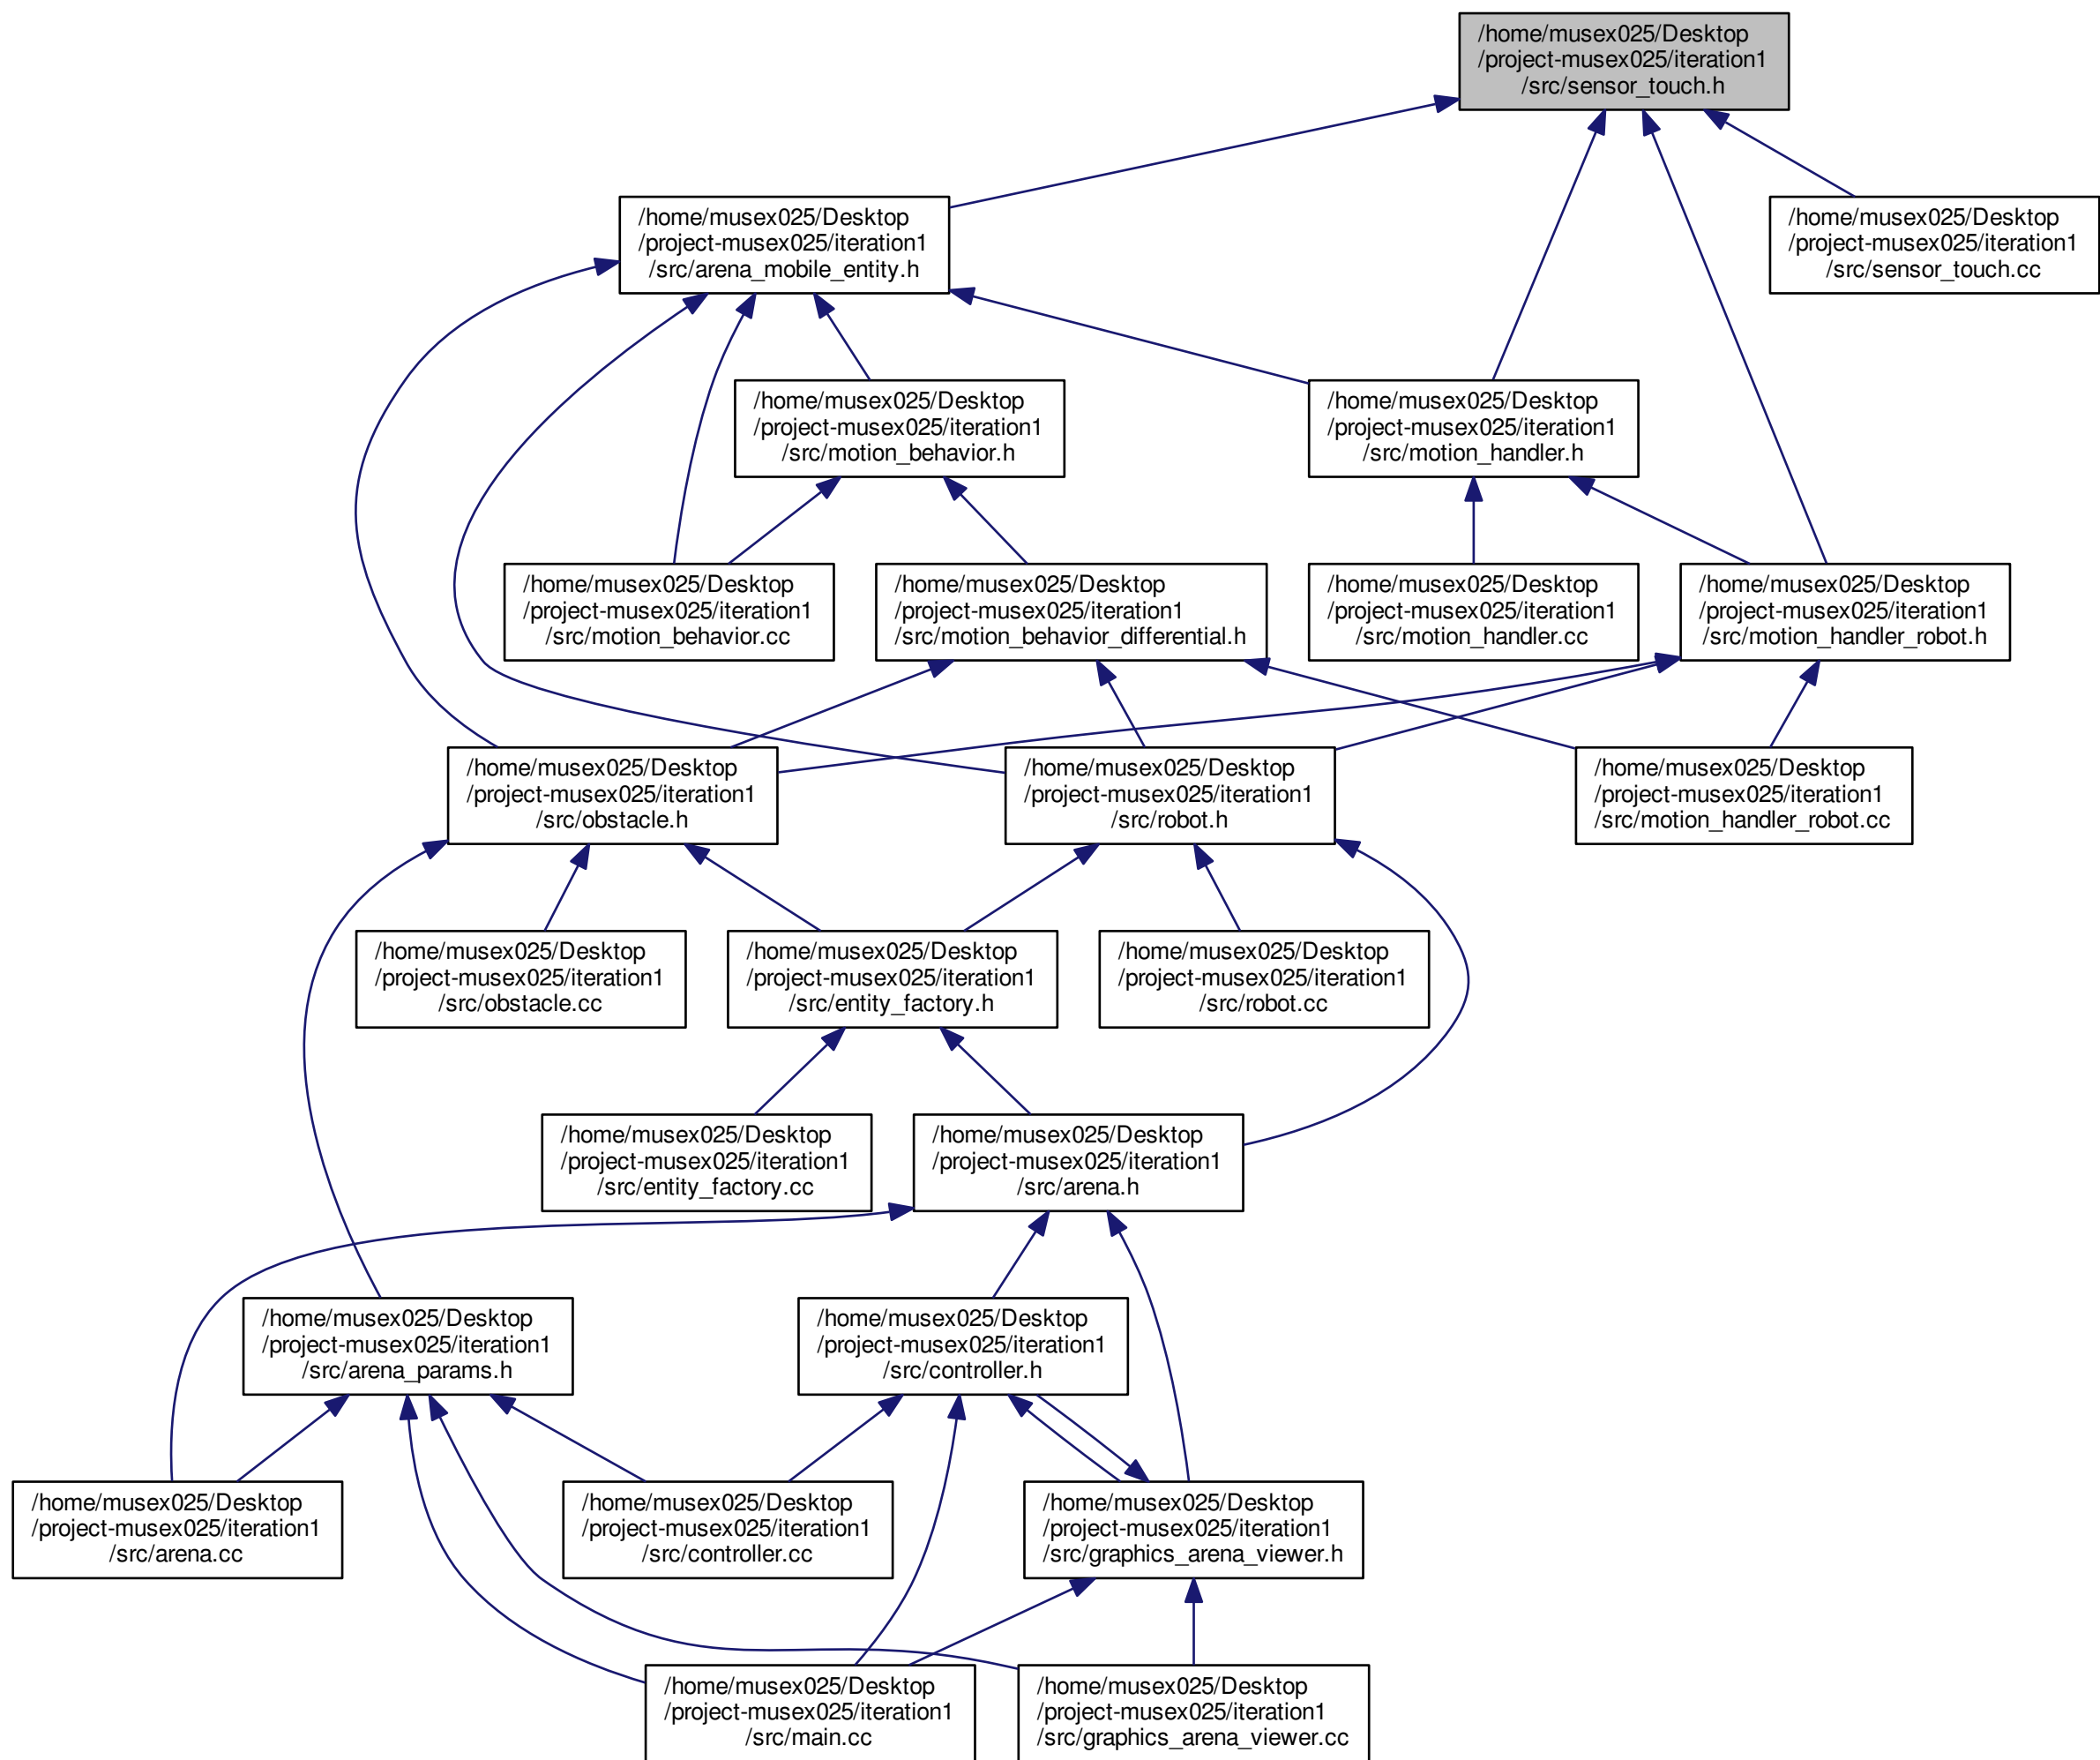 /home/musex025/Desktop
/project-musex025/iteration1
/src/sensor_touch.h
/home/musex025/Desktop
/project-musex025/iteration1
/src/arena_mobile_entity.h
/home/musex025/Desktop
/project-musex025/iteration1
/src/sensor_touch.cc
/home/musex025/Desktop
/project-musex025/iteration1
/src/motion_behavior.h
/home/musex025/Desktop
/project-musex025/iteration1
/src/motion_handler.h
/home/musex025/Desktop
/project-musex025/iteration1
/src/motion_behavior.cc
/home/musex025/Desktop
/project-musex025/iteration1
/src/motion_behavior_differential.h
/home/musex025/Desktop
/project-musex025/iteration1
/src/motion_handler.cc
/home/musex025/Desktop
/project-musex025/iteration1
/src/motion_handler_robot.h
/home/musex025/Desktop
/project-musex025/iteration1
/src/obstacle.h
/home/musex025/Desktop
/project-musex025/iteration1
/src/robot.h
/home/musex025/Desktop
/project-musex025/iteration1
/src/motion_handler_robot.cc
/home/musex025/Desktop
/project-musex025/iteration1
/src/obstacle.cc
/home/musex025/Desktop
/project-musex025/iteration1
/src/entity_factory.h
/home/musex025/Desktop
/project-musex025/iteration1
/src/robot.cc
/home/musex025/Desktop
/project-musex025/iteration1
/src/entity_factory.cc
/home/musex025/Desktop
/project-musex025/iteration1
/src/arena.h
/home/musex025/Desktop
/project-musex025/iteration1
/src/arena_params.h
/home/musex025/Desktop
/project-musex025/iteration1
/src/controller.h
/home/musex025/Desktop
/project-musex025/iteration1
/src/arena.cc
/home/musex025/Desktop
/project-musex025/iteration1
/src/controller.cc
/home/musex025/Desktop
/project-musex025/iteration1
/src/graphics_arena_viewer.h
/home/musex025/Desktop
/project-musex025/iteration1
/src/main.cc
/home/musex025/Desktop
/project-musex025/iteration1
/src/graphics_arena_viewer.cc